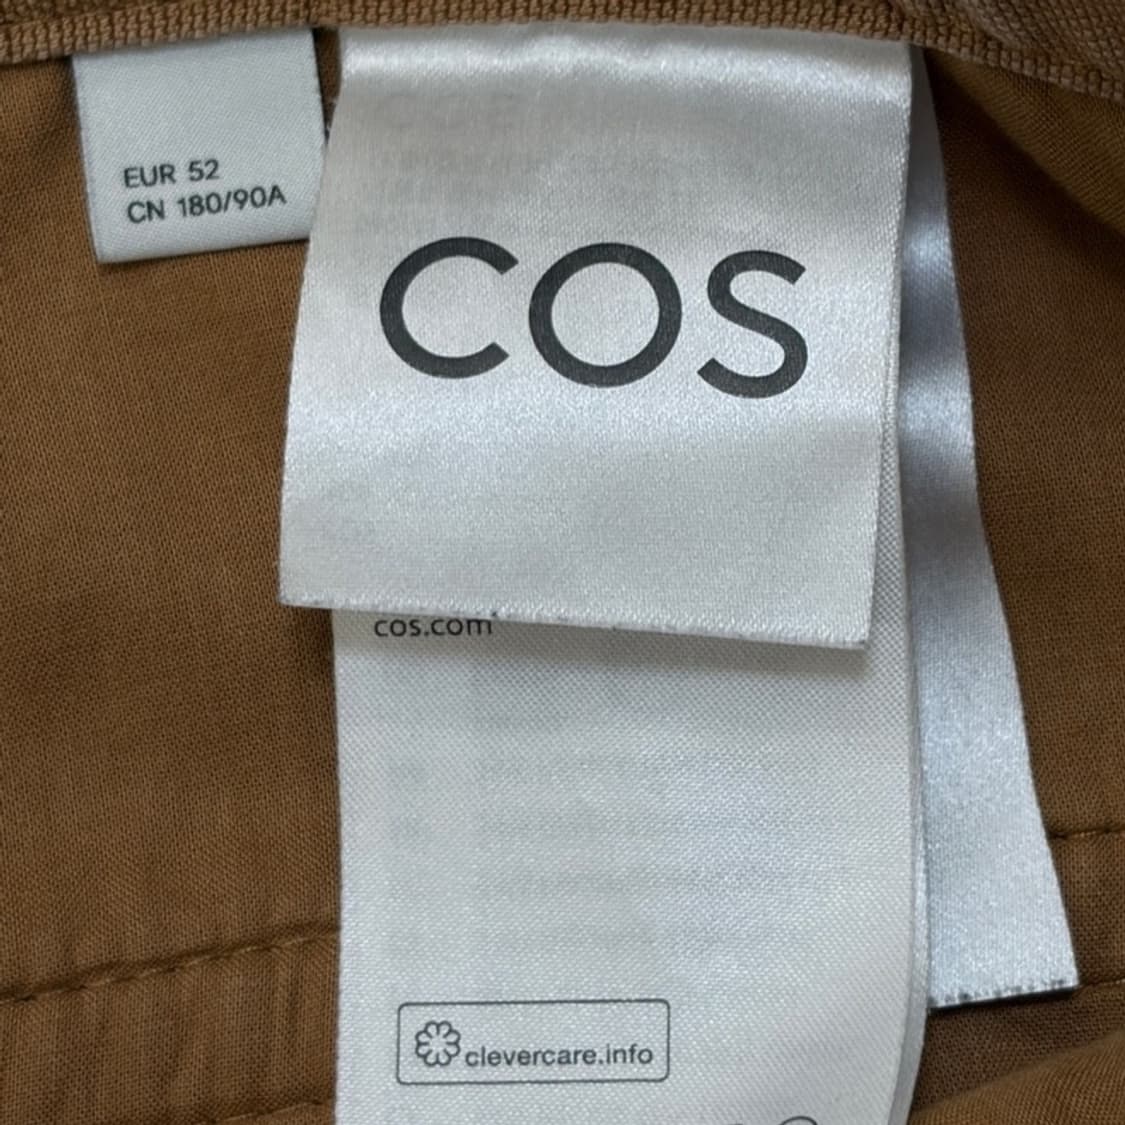 EUR 52
CN 180/90A
COS
cos.com
clevercare.info